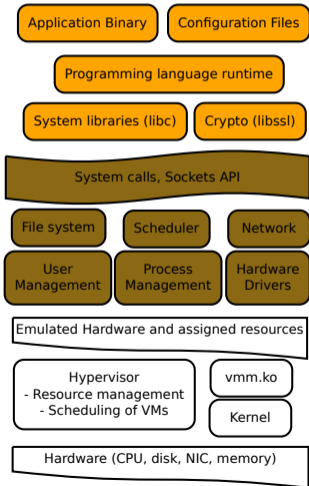 Application Binary
Configuration Files
Programming language runtime
System libraries (libc)
Crypto (libssl)
System calls, Sockets API
File system
Scheduler
Network
User
Management
Process
Management
Hardware
Drivers
Emulated Hardware and assigned resources
Hypervisor
- Resource management
- Scheduling of VMs
vmm.ko
Kernel
Hardware (CPU, disk, NIC, memory)